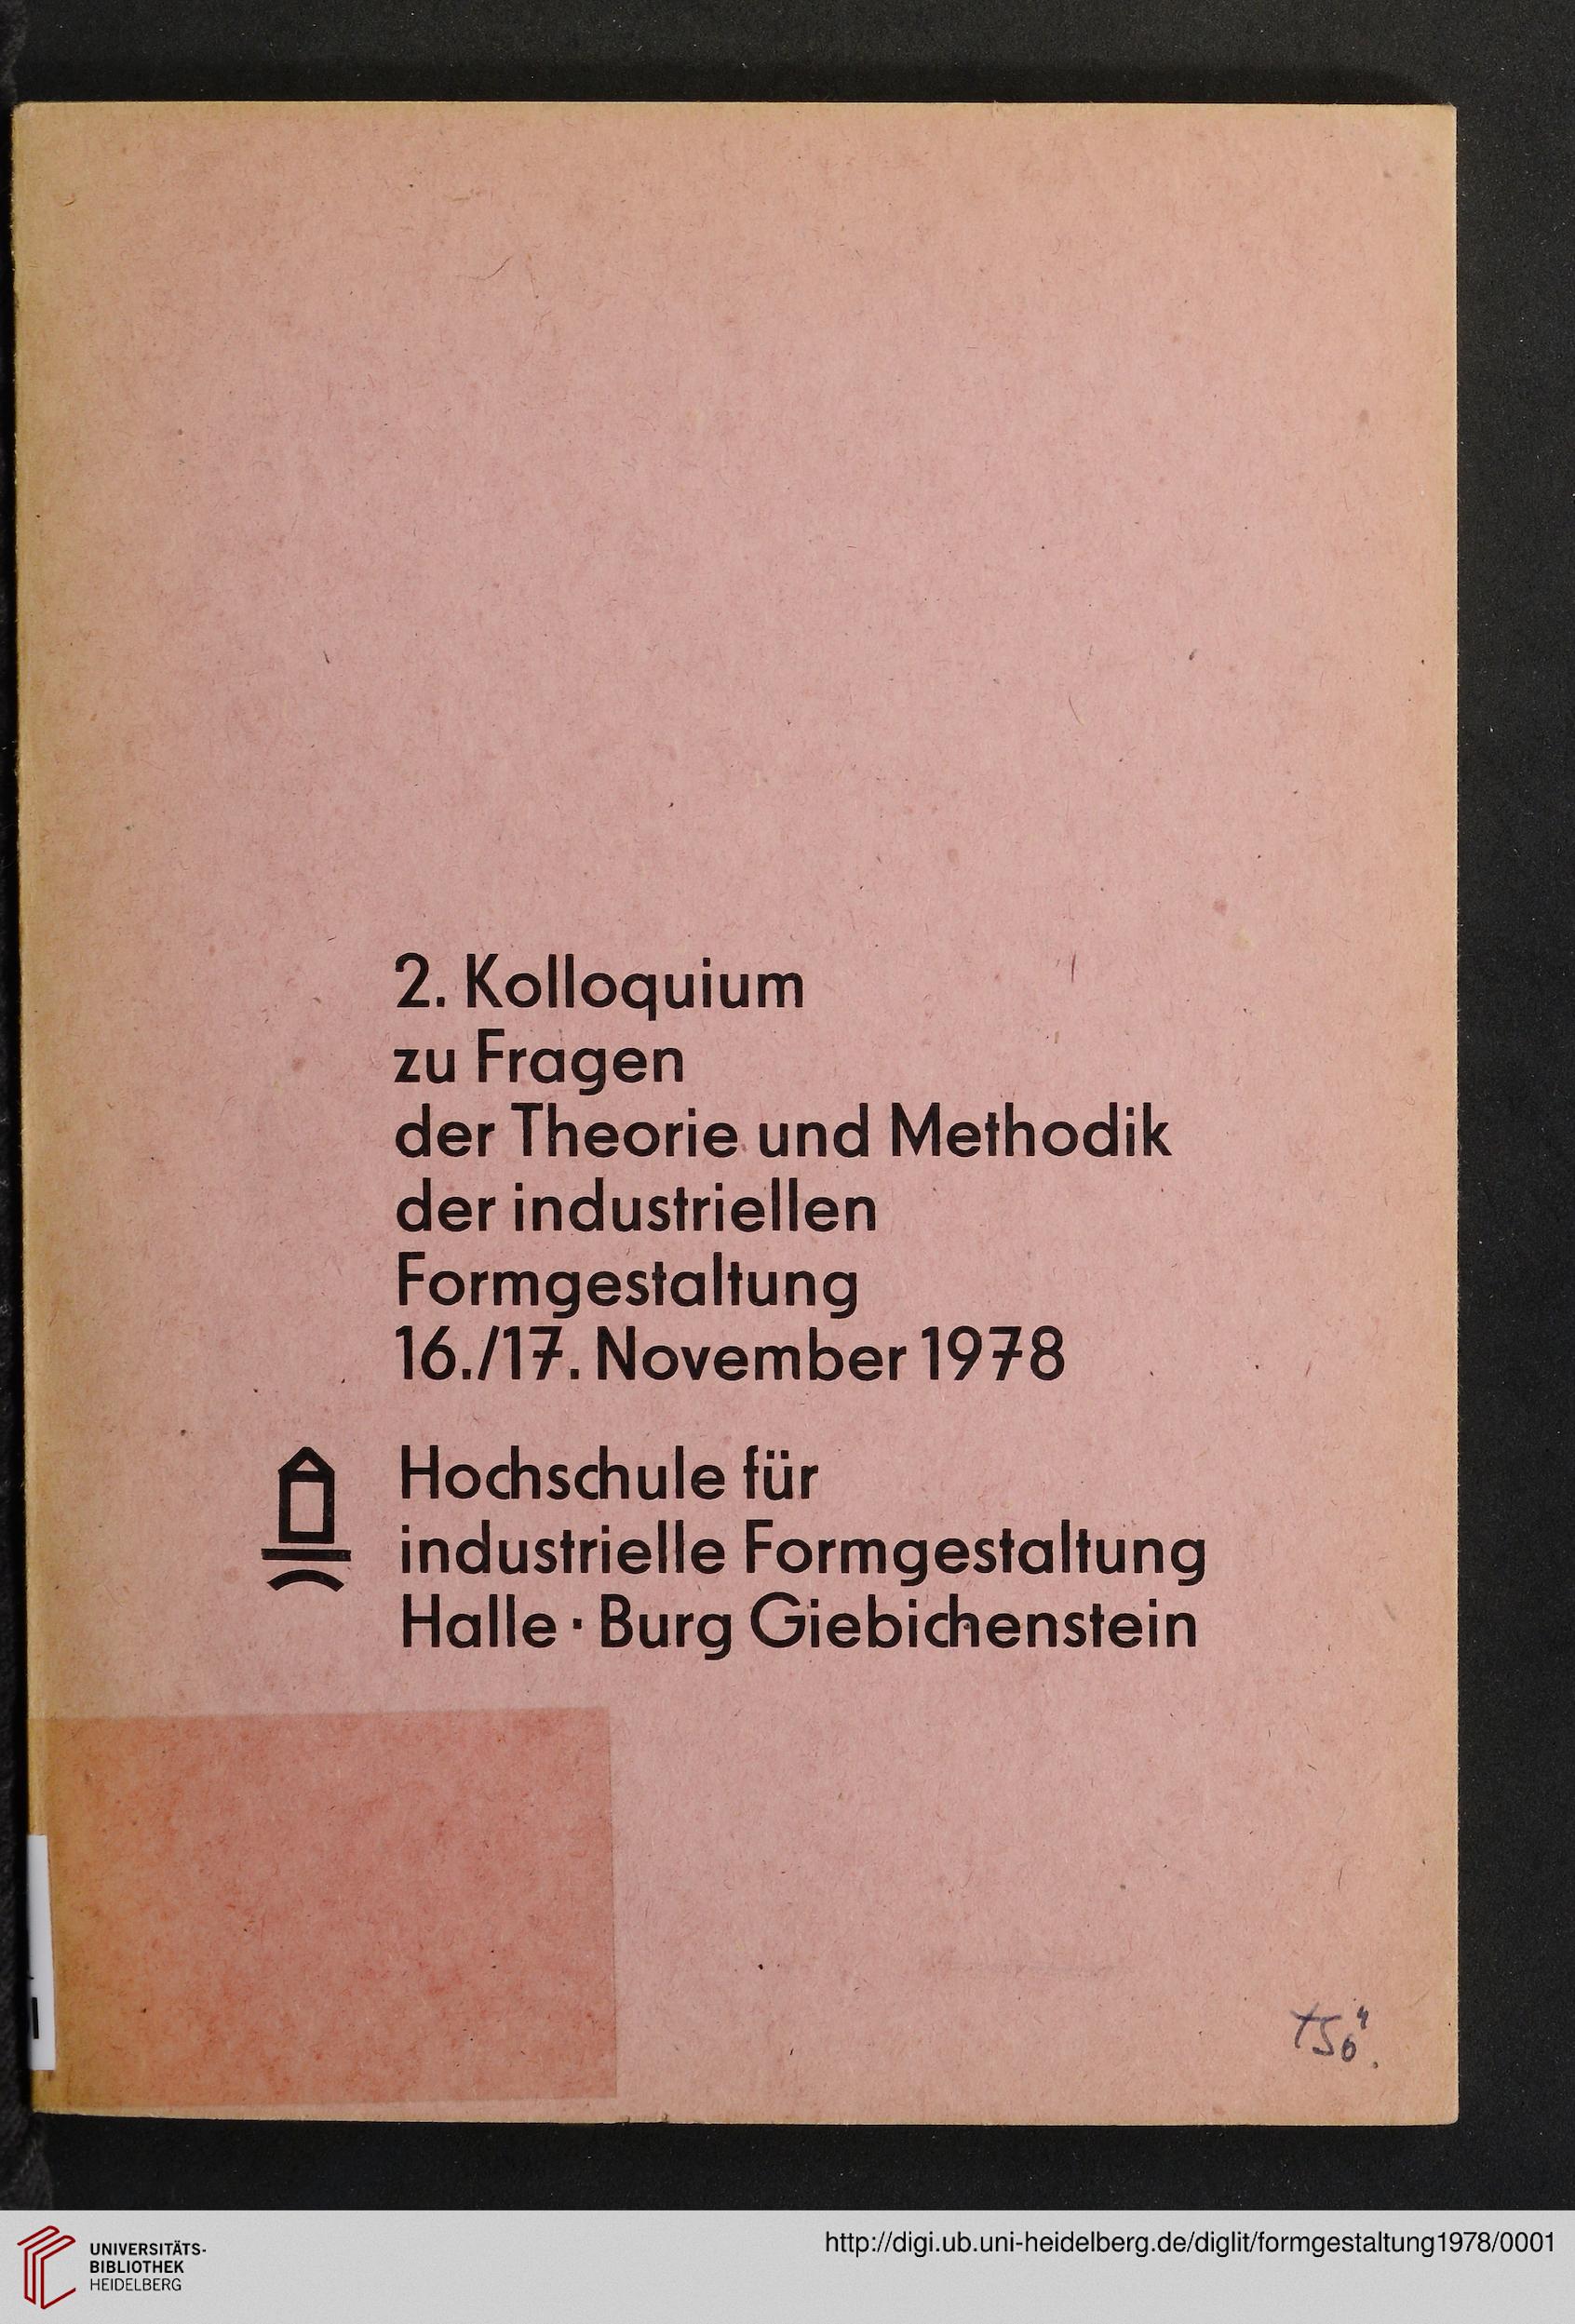 2. Kolloquium
zu Fragen
der Theorie und Methodik
der industriellen
Formgestaltung
16./17. November 1978
Hochschule für
industrielle Formgestaltung
Halle · Burg Giebichenstein
UNIVERSITÄTS-
BIBLIOTHEK
HEIDELBERG
http://digi.ub.uni-heidelberg.de/diglit/formgestaltung1978/0001